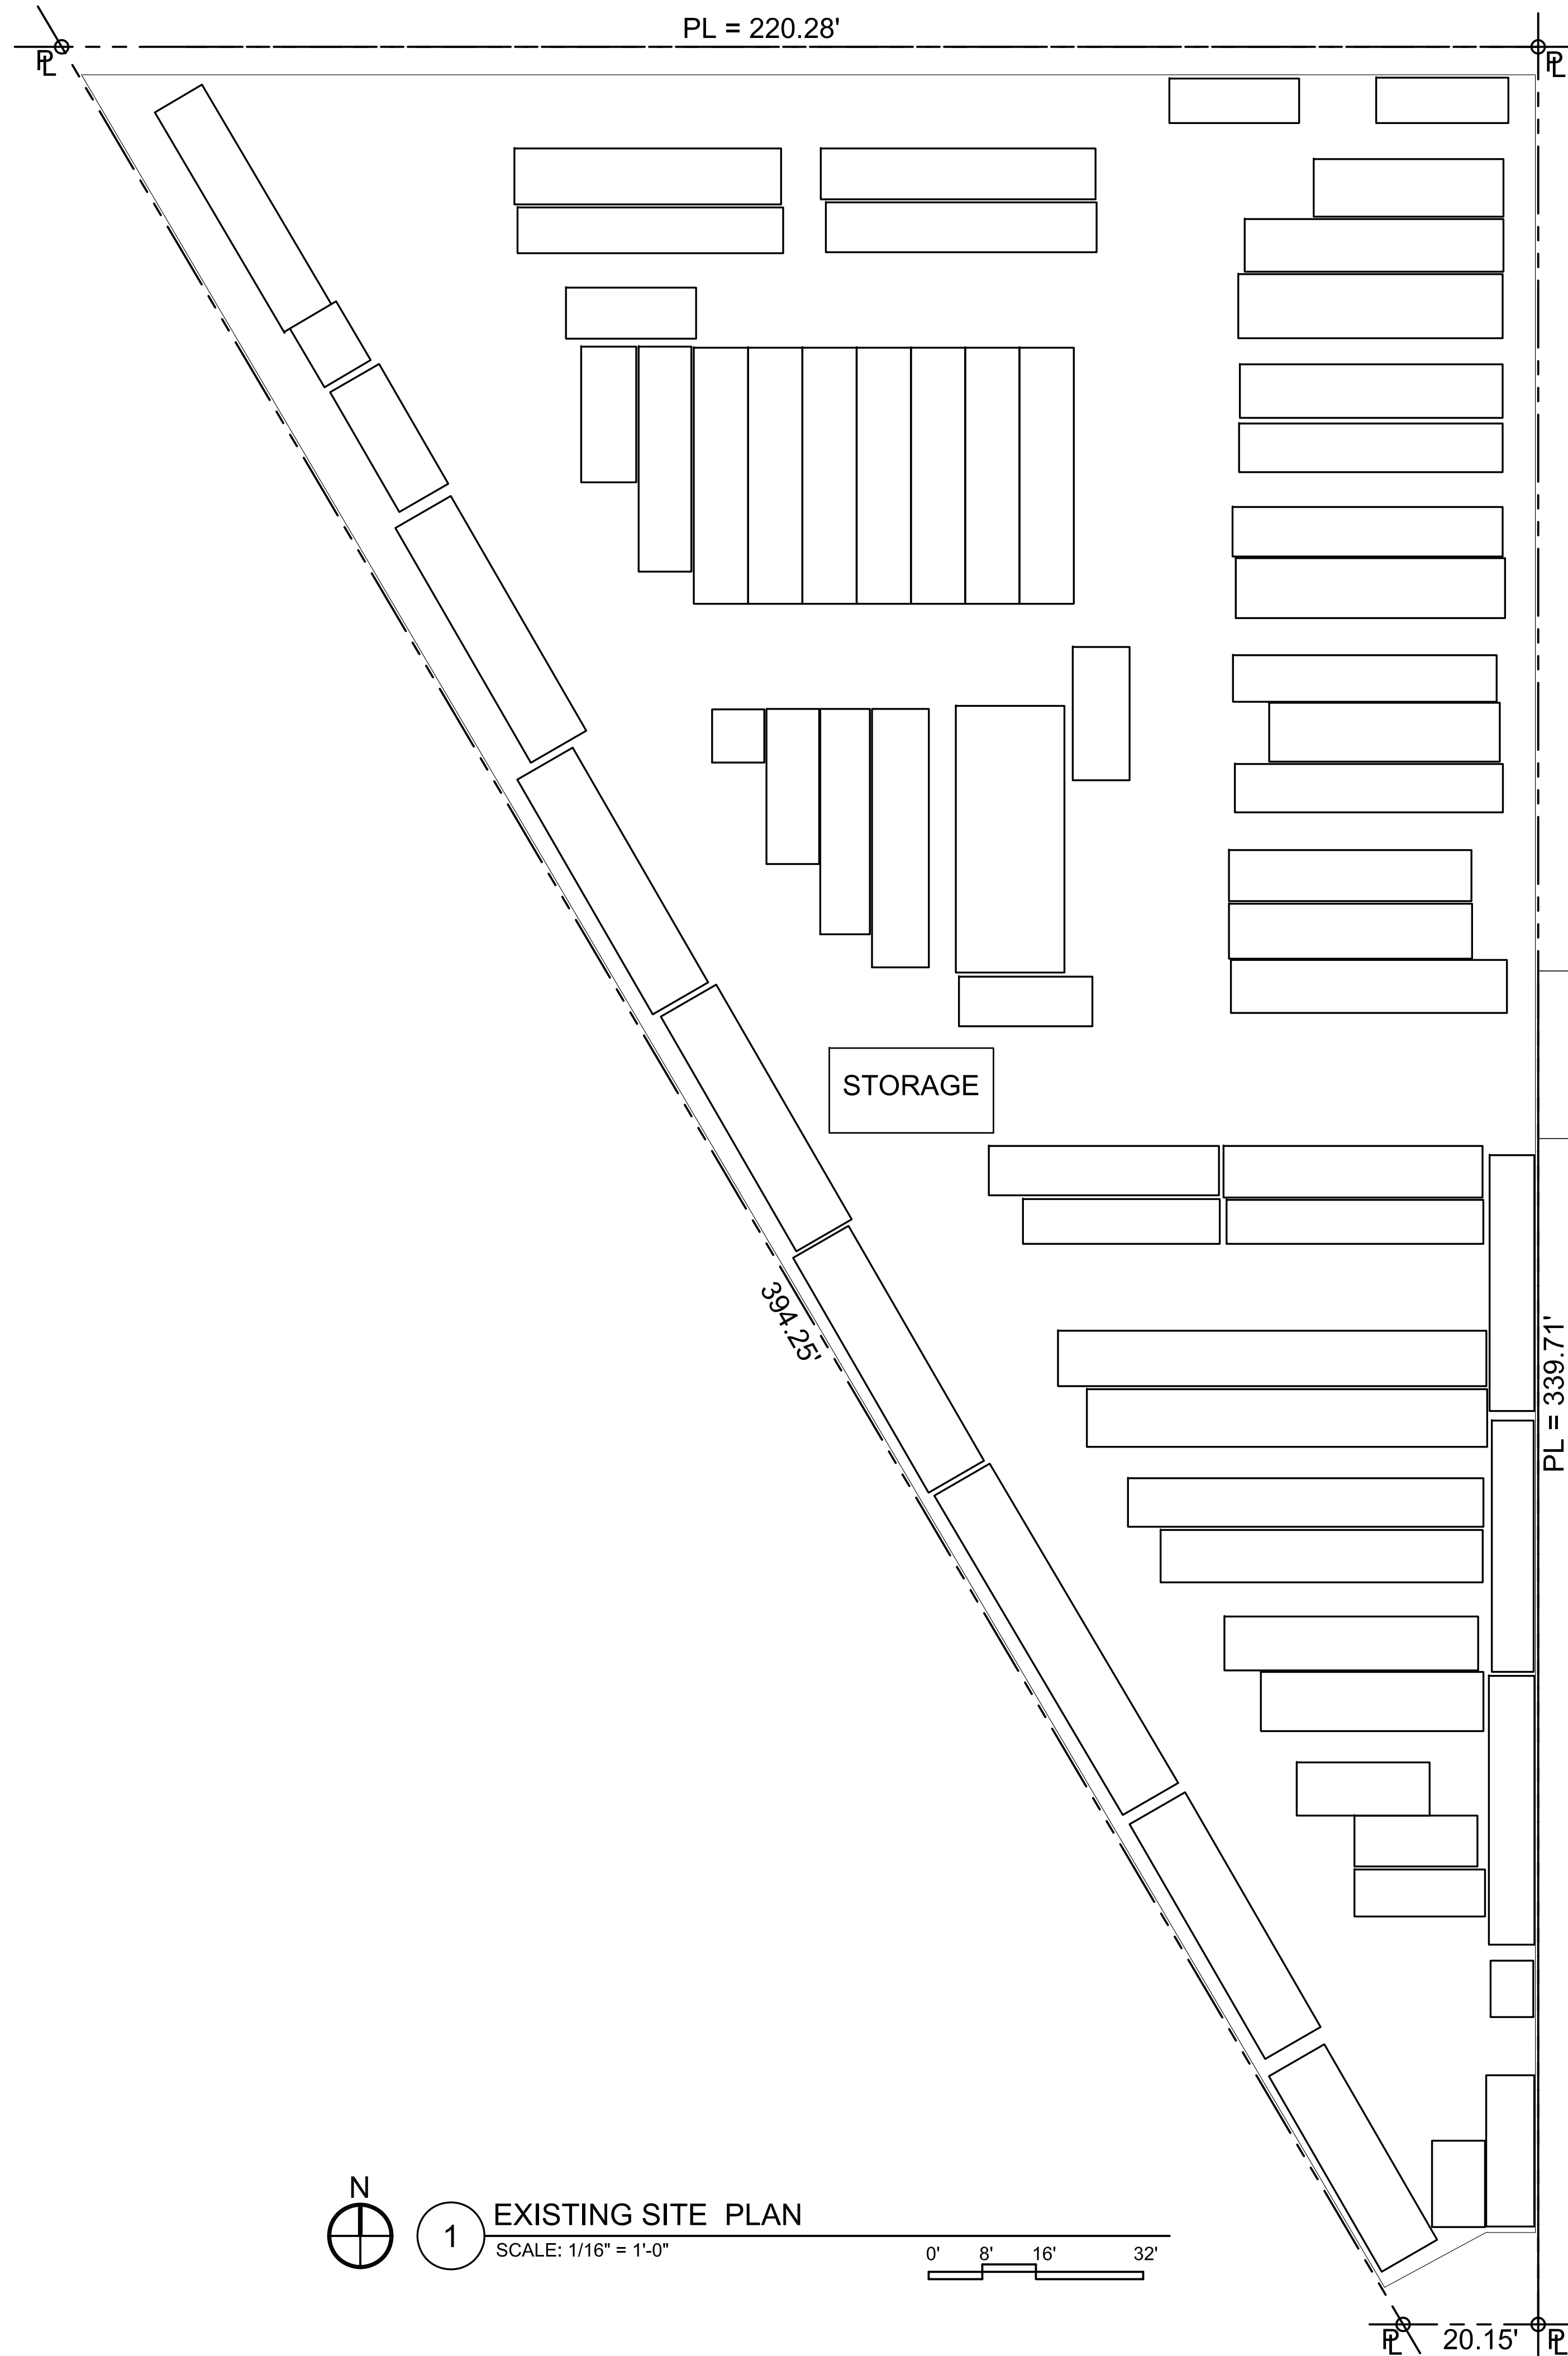 PL = 220.28'
PL
PL
STORAGE
394.25'
PL = 339.71'
N
1
EXISTING SITE PLAN
SCALE: 1/16" = 1'-0"
0' 8' 16' 32'
PL
20.15'
PL